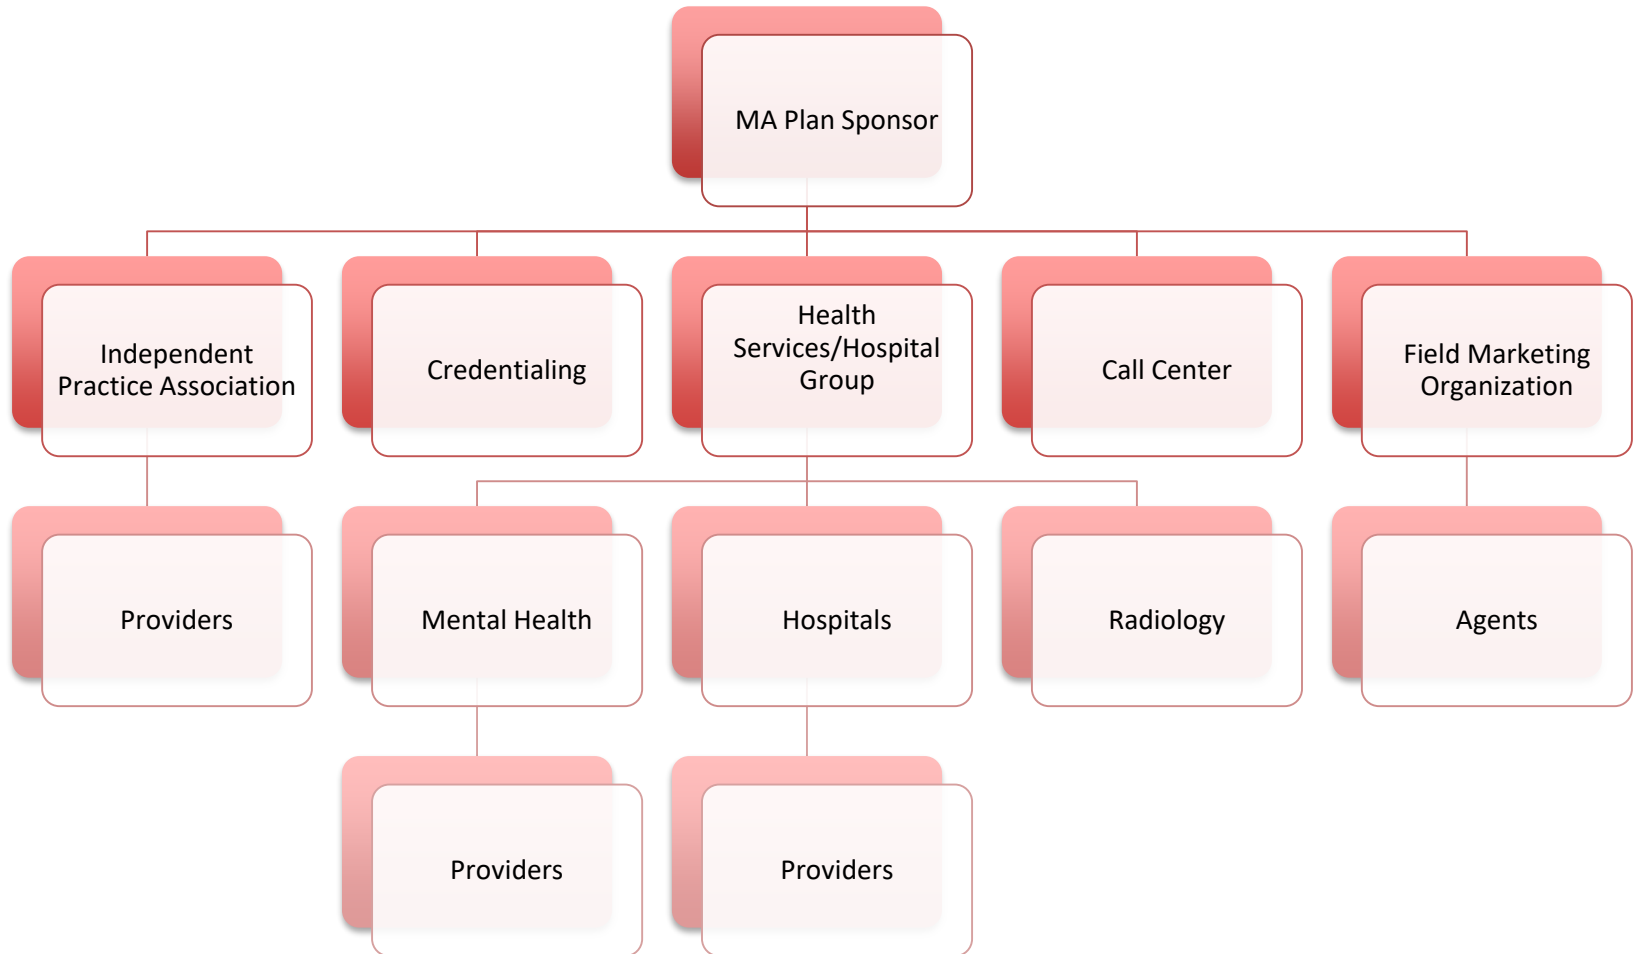 MA Plan Sponsor
Independent
Practice Association
Credentialing
Health
Services/Hospital
Group
Call Center
Field Marketing
Organization
Providers
Mental Health
Hospitals
Radiology
Agents
Providers
Providers